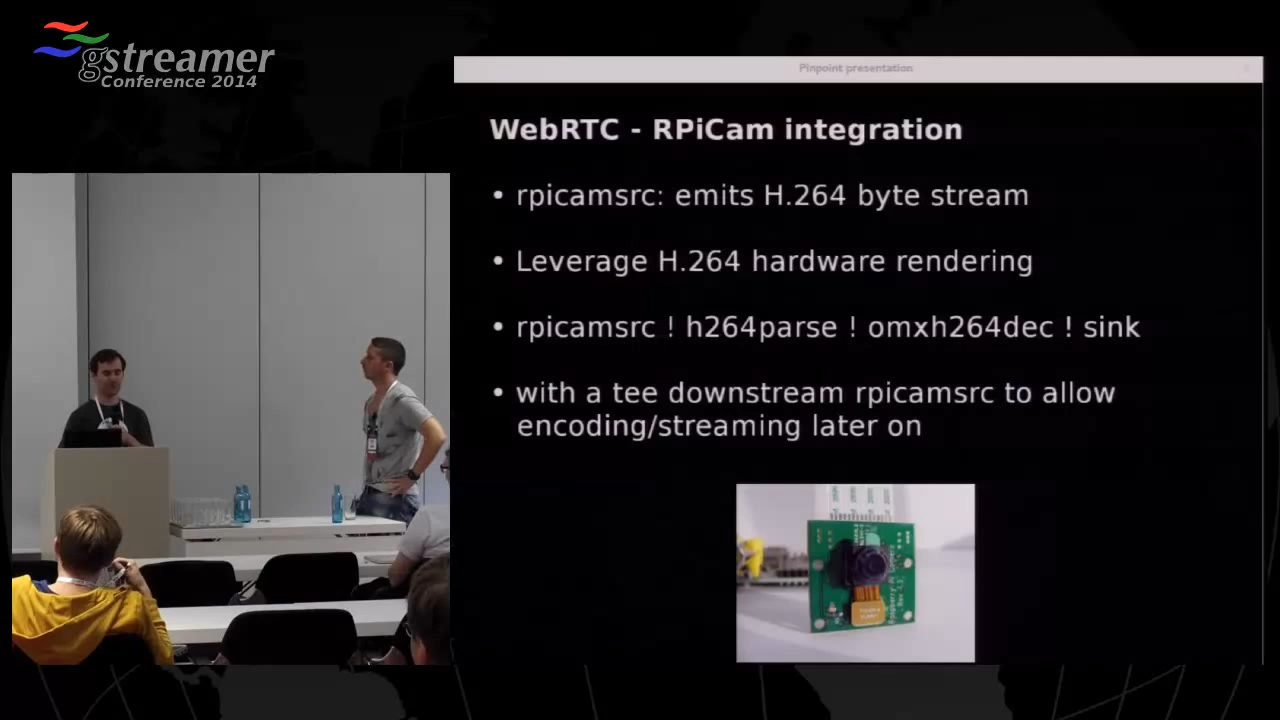 gstreamer
Conference 2014
Pinpoint presentation
WebRTC - RPiCam integration
• rpicamsrc: emits H.264 byte stream
• Leverage H.264 hardware rendering
• rpicamsrc ! h264parse ! omxh264dec ! sink
• with a tee downstream rpicamsrc to allow
encoding/streaming later on